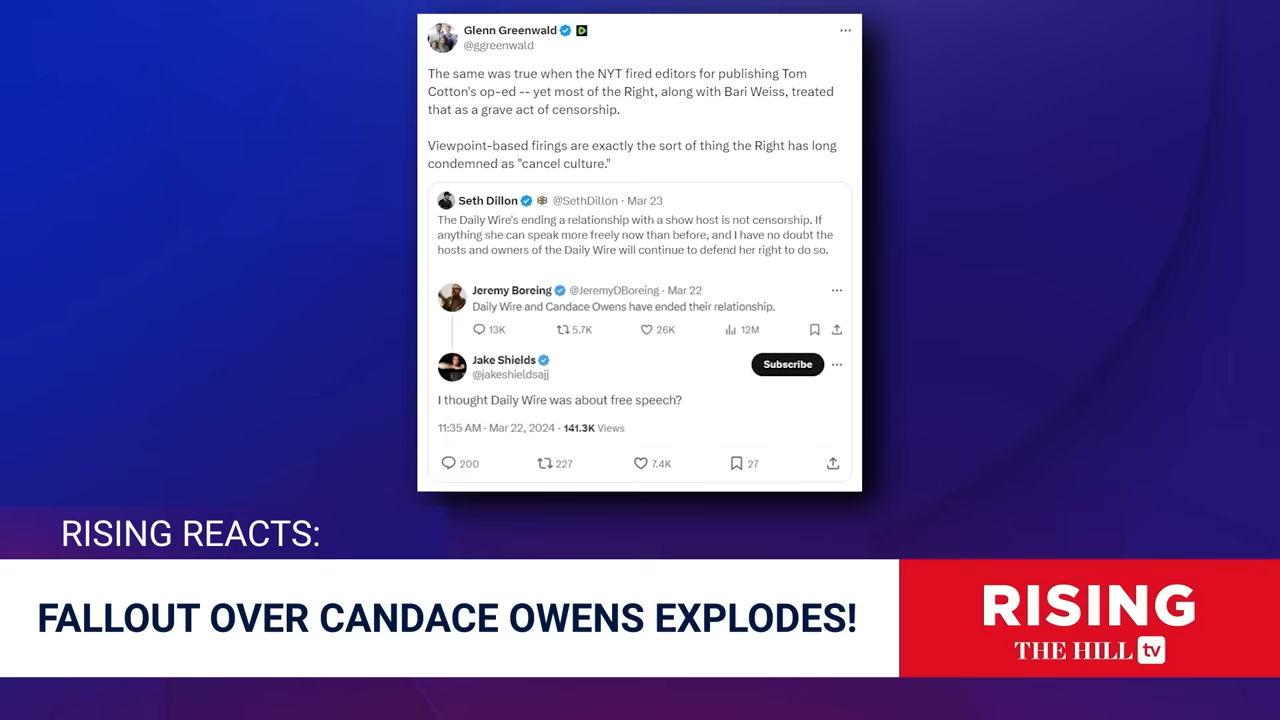 Glenn Greenwald
@ggreenwald
The same was true when the NYT fired editors for publishing Tom
Cotton's op-ed -- yet most of the Right, along with Bari Weiss, treated
that as a grave act of censorship.
Viewpoint-based firings are exactly the sort of thing the Right has long
condemned as "cancel culture."
Seth Dillon @SethDillon · Mar 23
The Daily Wire's ending a relationship with a show host is not censorship. If
anything she can speak more freely now than before, and I have no doubt the
hosts and owners of the Daily Wire will continue to defend her right to do so.
Jeremy Boreing @JeremyDBoreing · Mar 22
Daily Wire and Candace Owens have ended their relationship.
13K 5.7K 26K 12M
Jake Shields
@jakeshieldsajj
Subscribe
I thought Daily Wire was about free speech?
11:35 AM · Mar 22, 2024 · 141.3K Views
200 227 7.4K 27
RISING REACTS:
FALLOUT OVER CANDACE OWENS EXPLODES!
RISING
THE HILL tv